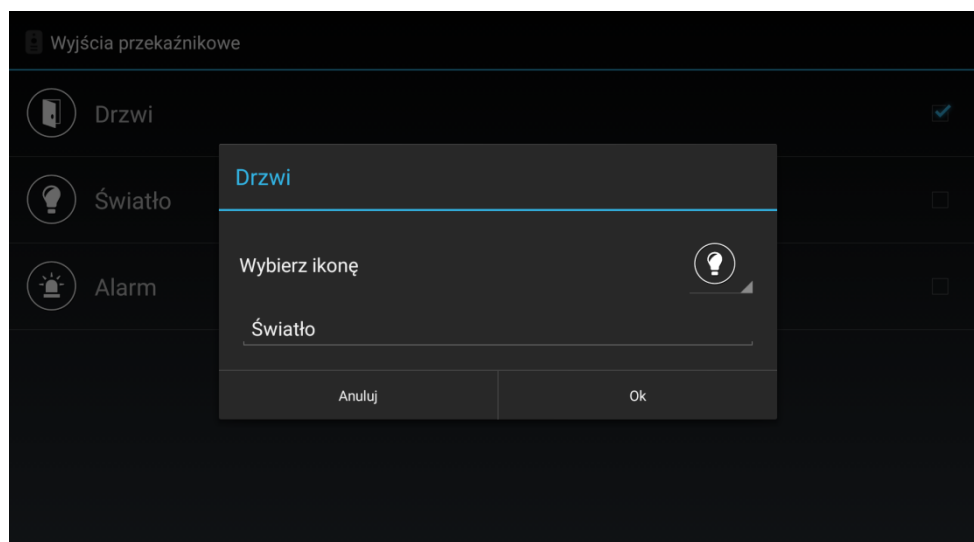 Wyjścia przekaźnikowe
Drzwi
Światło
Alarm
Drzwi
Wybierz ikonę
Światło
Anuluj Ok